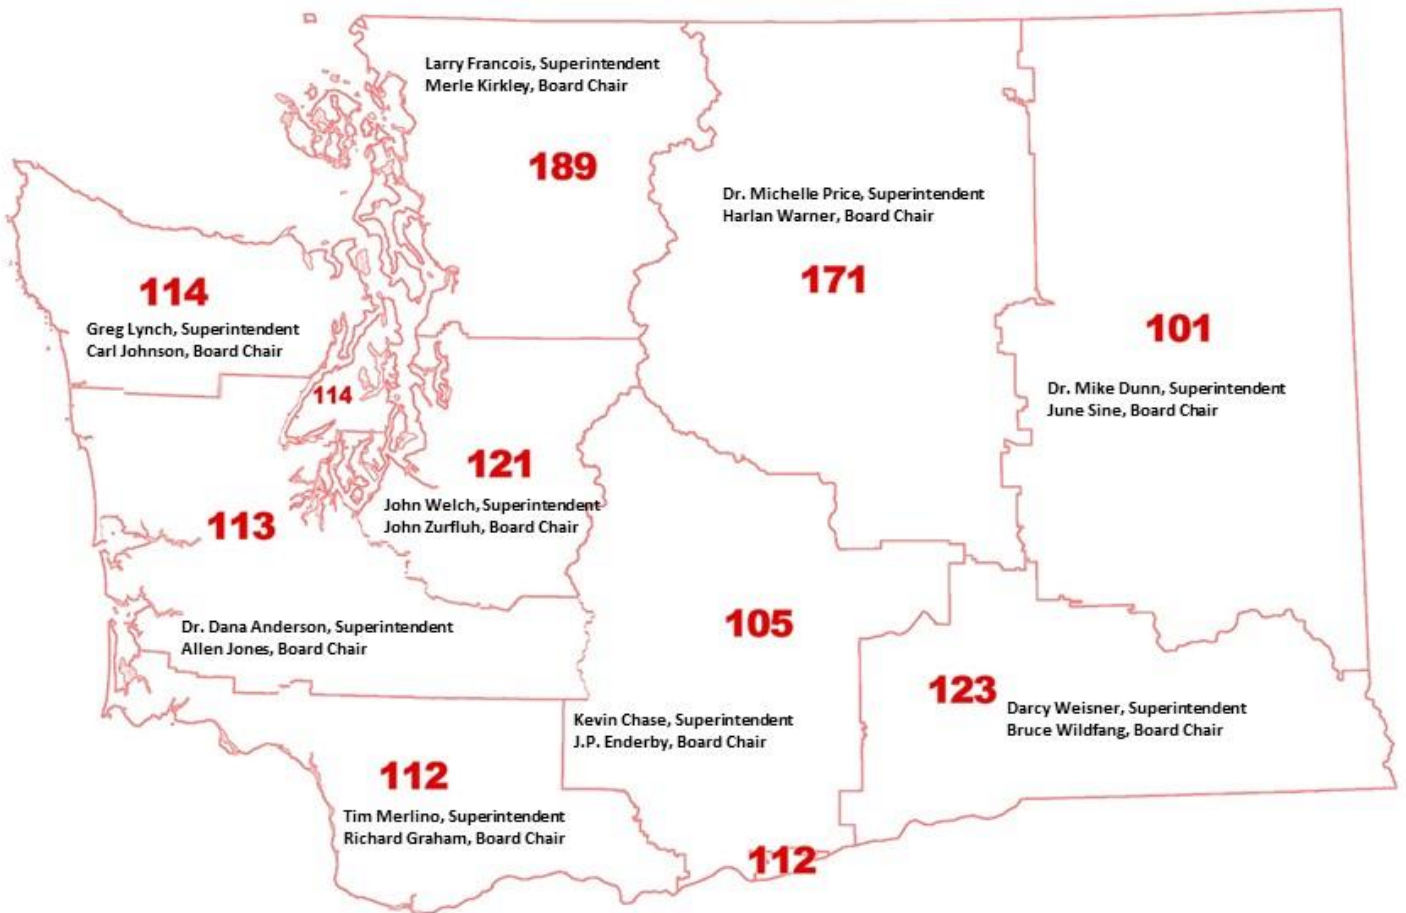 Larry Francois, Superintendent
Merle Kirkley, Board Chair
189
Dr. Michelle Price, Superintendent
Harlan Warner, Board Chair
171
114
Greg Lynch, Superintendent
Carl Johnson, Board Chair
101
Dr. Mike Dunn, Superintendent
June Sine, Board Chair
114
121
John Welch, Superintendent
John Zurfluh, Board Chair
113
Dr. Dana Anderson, Superintendent
Allen Jones, Board Chair
105
Kevin Chase, Superintendent
J.P. Enderby, Board Chair
123
Darcy Weisner, Superintendent
Bruce Wildfang, Board Chair
112
Tim Merlino, Superintendent
Richard Graham, Board Chair
112